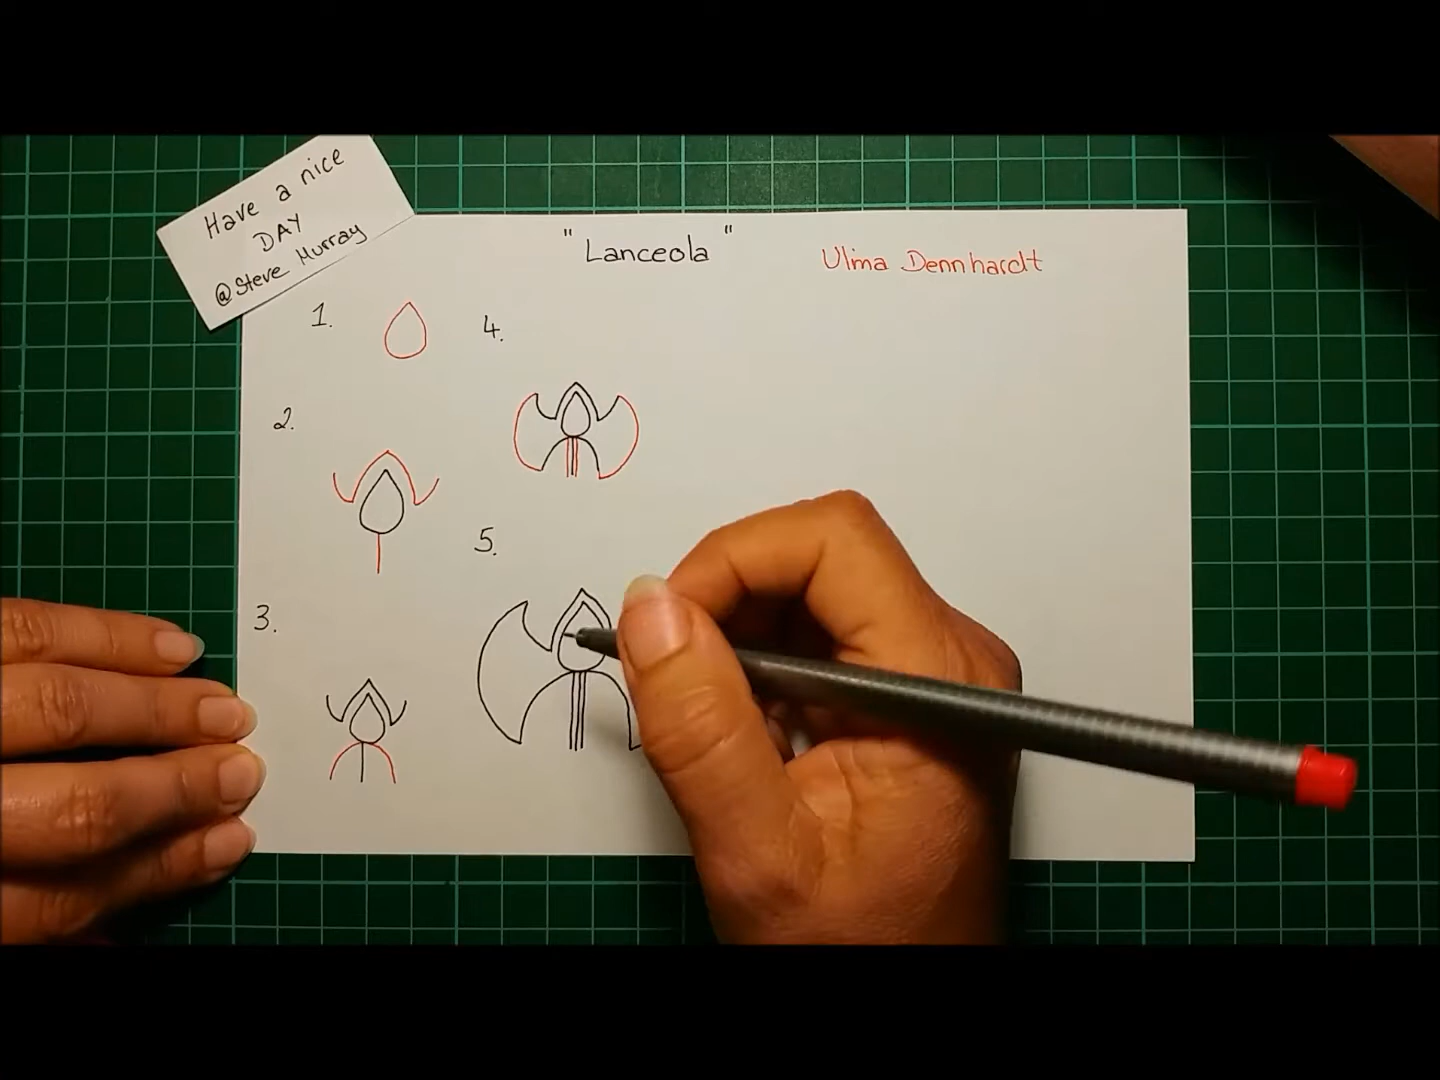 Have a nice
DAY
@Steve Murray
"Lanceola"
Ulma Dennhardt
1.
2.
3.
4.
5.